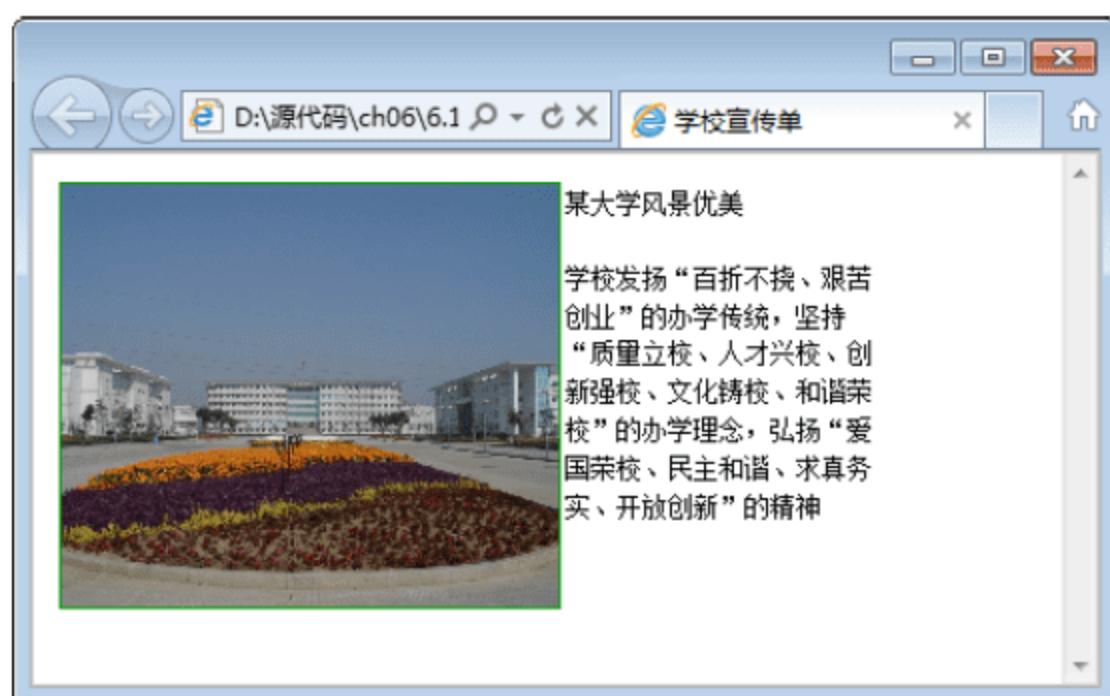 D:\源代码\ch06\6.1
学校宣传单
某大学风景优美
学校发扬“百折不挠、艰苦
创业”的办学传统，坚持
“质量立校、人才兴校、创
新强校、文化铸校、和谐荣
校”的办学理念，弘扬“爱
国荣校、民主和谐、求真务
实、开放创新”的精神